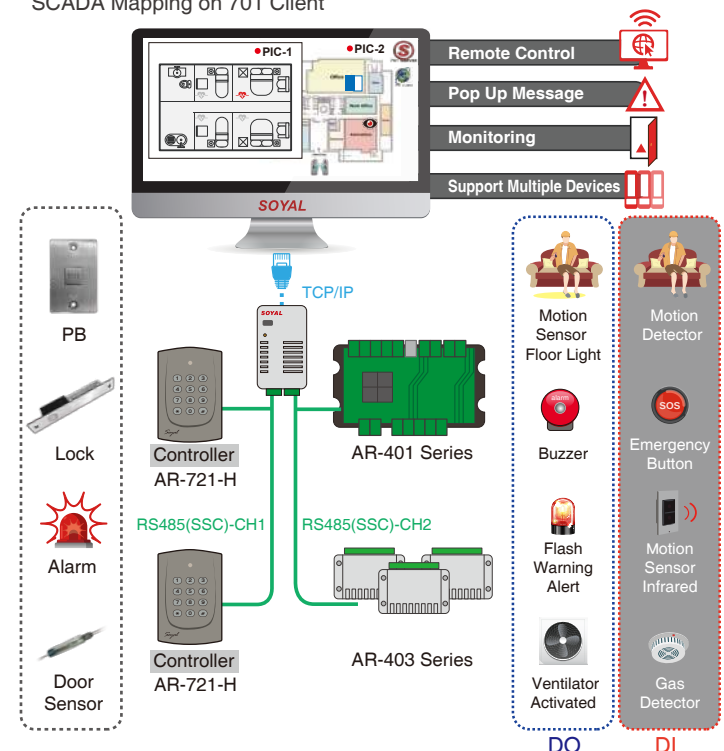 SCADA Mapping on 701 Client
PIC-1
PIC-2
Office
Remote Control
Pop Up Message
Monitoring
Support Multiple Devices
SOYAL
TCP/IP
SOYAL
PB
Lock
Alarm
Door
Sensor
Controller
AR-721-H
AR-401 Series
RS485(SSC)-CH1
RS485(SSC)-CH2
Controller
AR-721-H
AR-403 Series
Motion
Sensor
Floor Light
alarm
Buzzer
Flash
Warning
Alert
Ventilator
Activated
DO
Motion
Detector
SOS
Emergency
Button
Motion
Sensor
Infrared
Gas
Detector
DI